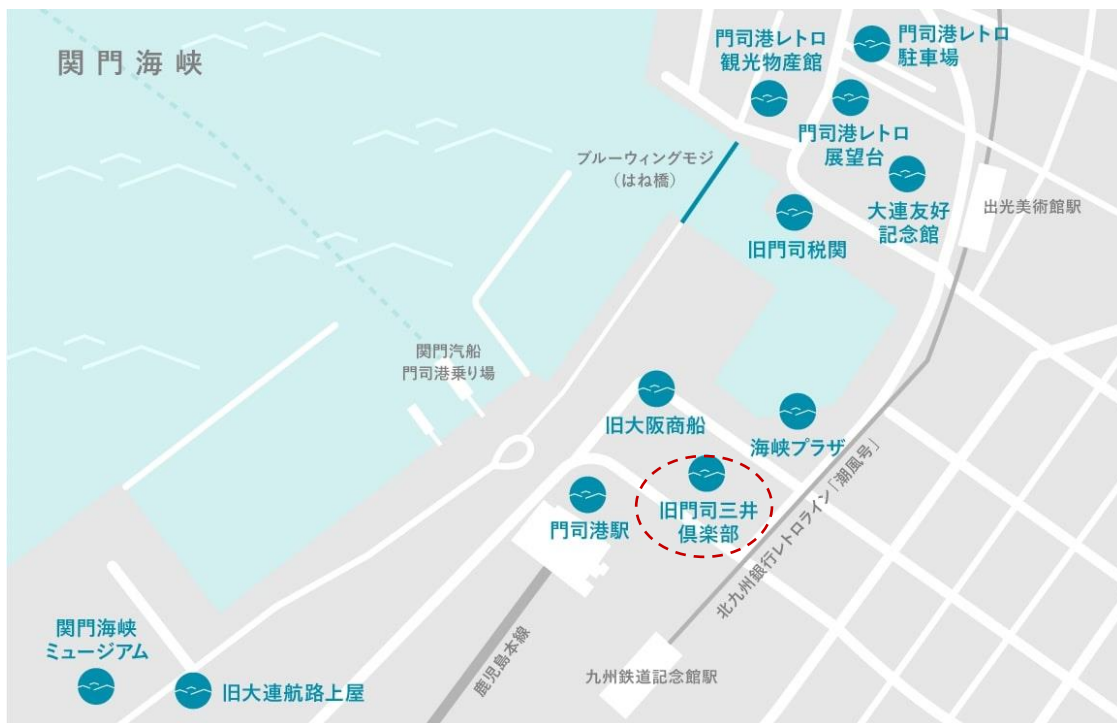 関門海峡
門司港レトロ
観光物産館
門司港レトロ
駐車場
門司港レトロ
展望台
ブルーウィングモジ
（はね橋）
大連友好
記念館
出光美術館駅
旧門司税関
関門汽船
門司港乗り場
旧大阪商船
海峡プラザ
旧門司三井
倶楽部
門司港駅
北九州銀行レトロライン「潮風号」
鹿児島本線
九州鉄道記念館駅
関門海峡
ミュージアム
旧大連航路上屋